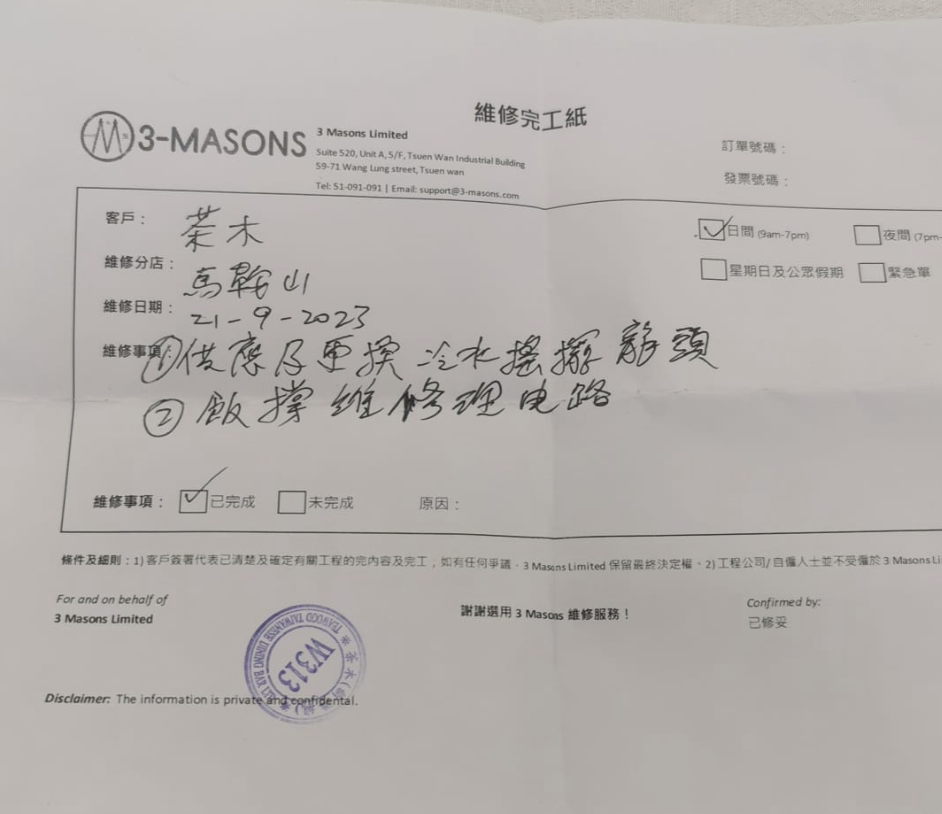 維修完工紙
3-MASONS
3 Masons Limited
Suite 520, Unit A, 5/F, Tsuen Wan Industrial Building
59-71 Wang Lung street, Tsuen wan
Tel: 51-091-091 | Email: support@3-masons.com
訂單號碼：
發票號碼：
客戶： 茶木
日間 (9am-7pm) 夜間 (7pm-
維修分店： 馬鞍山
星期日及公眾假期 緊急單
維修日期： 21-9-2023
維修事項 ①供應及更換冷水搖擺龍頭
② 飯撐維修理电路
維修事項： 已完成 未完成 原因：
條件及細則：1) 客戶簽署代表已清楚及確定有關工程的完內容及完工；如有任何爭議，3 Masons Limited 保留最終決定權。2) 工程公司/自僱人士並不受僱於 3 Masons Li
For and on behalf of
3 Masons Limited
謝謝選用 3 Masons 維修服務！
Confirmed by:
已修妥
W313
TEAWOOD TAIWANESE DINING BAR
Disclaimer: The information is private and confidental.